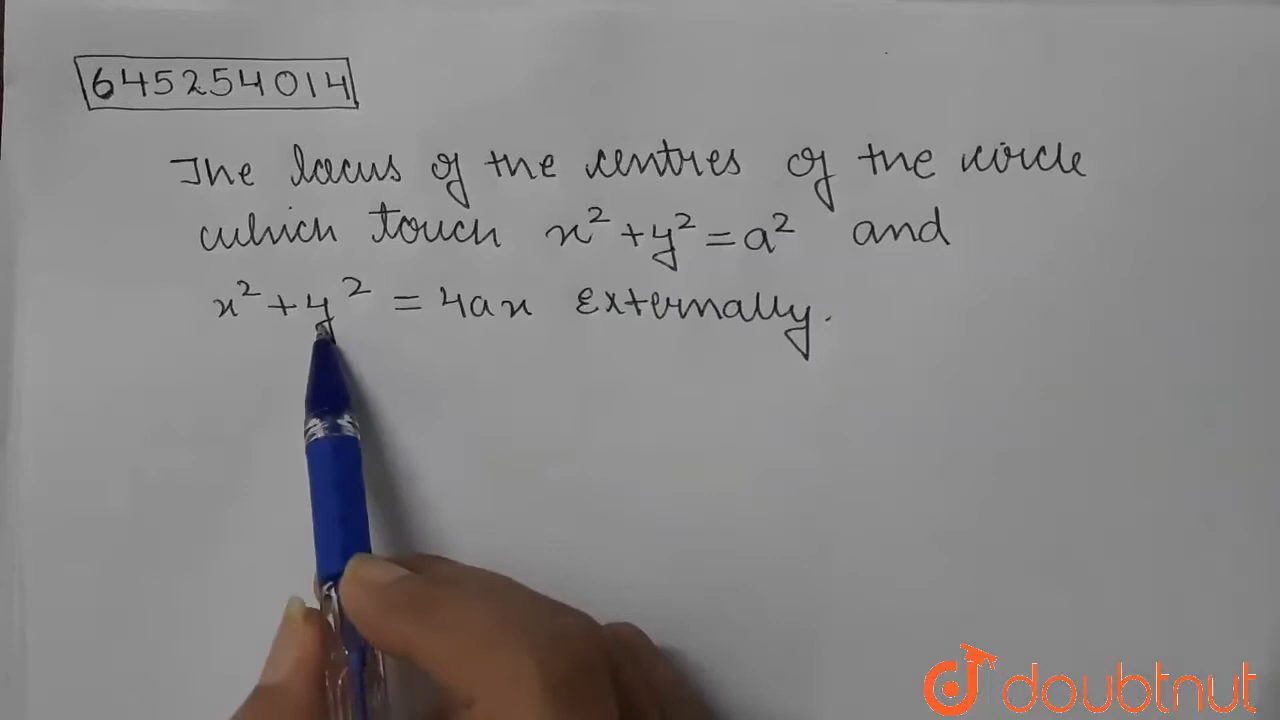 645254014
The locus of the centres of the circle
which touch x²+y²=a² and
x²+y²=4ax externally.
doubtnut